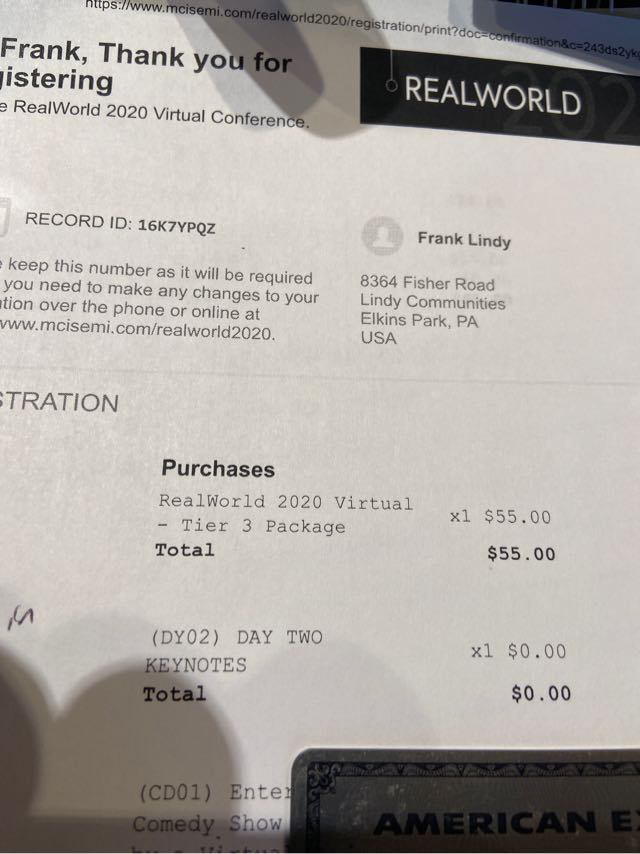 https://www.mcisemi.com/realworld2020/registration/print?doc=confirmation&c=243ds2yk
Frank, Thank you for
gistering
e RealWorld 2020 Virtual Conference.
REALWORLD
RECORD ID: 16K7YPQZ
e keep this number as it will be required
you need to make any changes to your
ation over the phone or online at
www.mcisemi.com/realworld2020.
Frank Lindy
8364 Fisher Road
Lindy Communities
Elkins Park, PA
USA
STRATION
Purchases
RealWorld 2020 Virtual
- Tier 3 Package
x1 $55.00
Total $55.00
(DY02) DAY TWO
KEYNOTES
x1 $0.00
Total $0.00
(CD01) Enter
Comedy Show
AMERICAN E